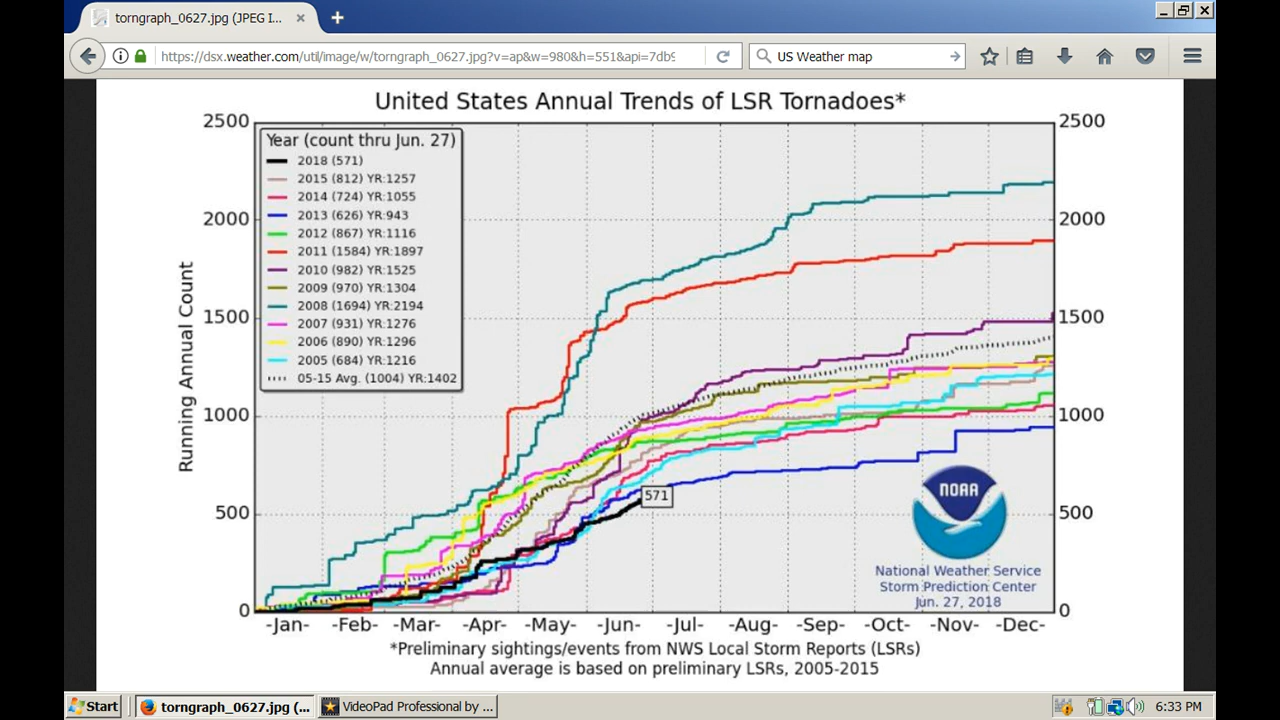 torngraph_0627.jpg (JPEG I...
https://dsx.weather.com/util/image/w/torngraph_0627.jpg?v=ap&w=980&h=551&api=7db9
US Weather map
United States Annual Trends of LSR Tornadoes*
2500
2500
Year (count thru Jun. 27)
2018 (571)
2015 (812) YR:1257
2014 (724) YR:1055
2013 (626) YR:943
2012 (867) YR:1116
2011 (1584) YR:1897
2010 (982) YR:1525
2009 (970) YR:1304
2008 (1694) YR:2194
2007 (931) YR:1276
2006 (890) YR:1296
2005 (684) YR:1216
05-15 Avg. (1004) YR:1402
2000
2000
1500
1500
Running Annual Count
1000
1000
571
500
500
NOAA
National Weather Service
Storm Prediction Center
Jun. 27, 2018
0
0
-Jan- -Feb- -Mar- -Apr- -May- -Jun- -Jul- -Aug- -Sep- -Oct- -Nov- -Dec-
*Preliminary sightings/events from NWS Local Storm Reports (LSRs)
Annual average is based on preliminary LSRs, 2005-2015
Start
torngraph_0627.jpg (...
VideoPad Professional by ...
6:33 PM